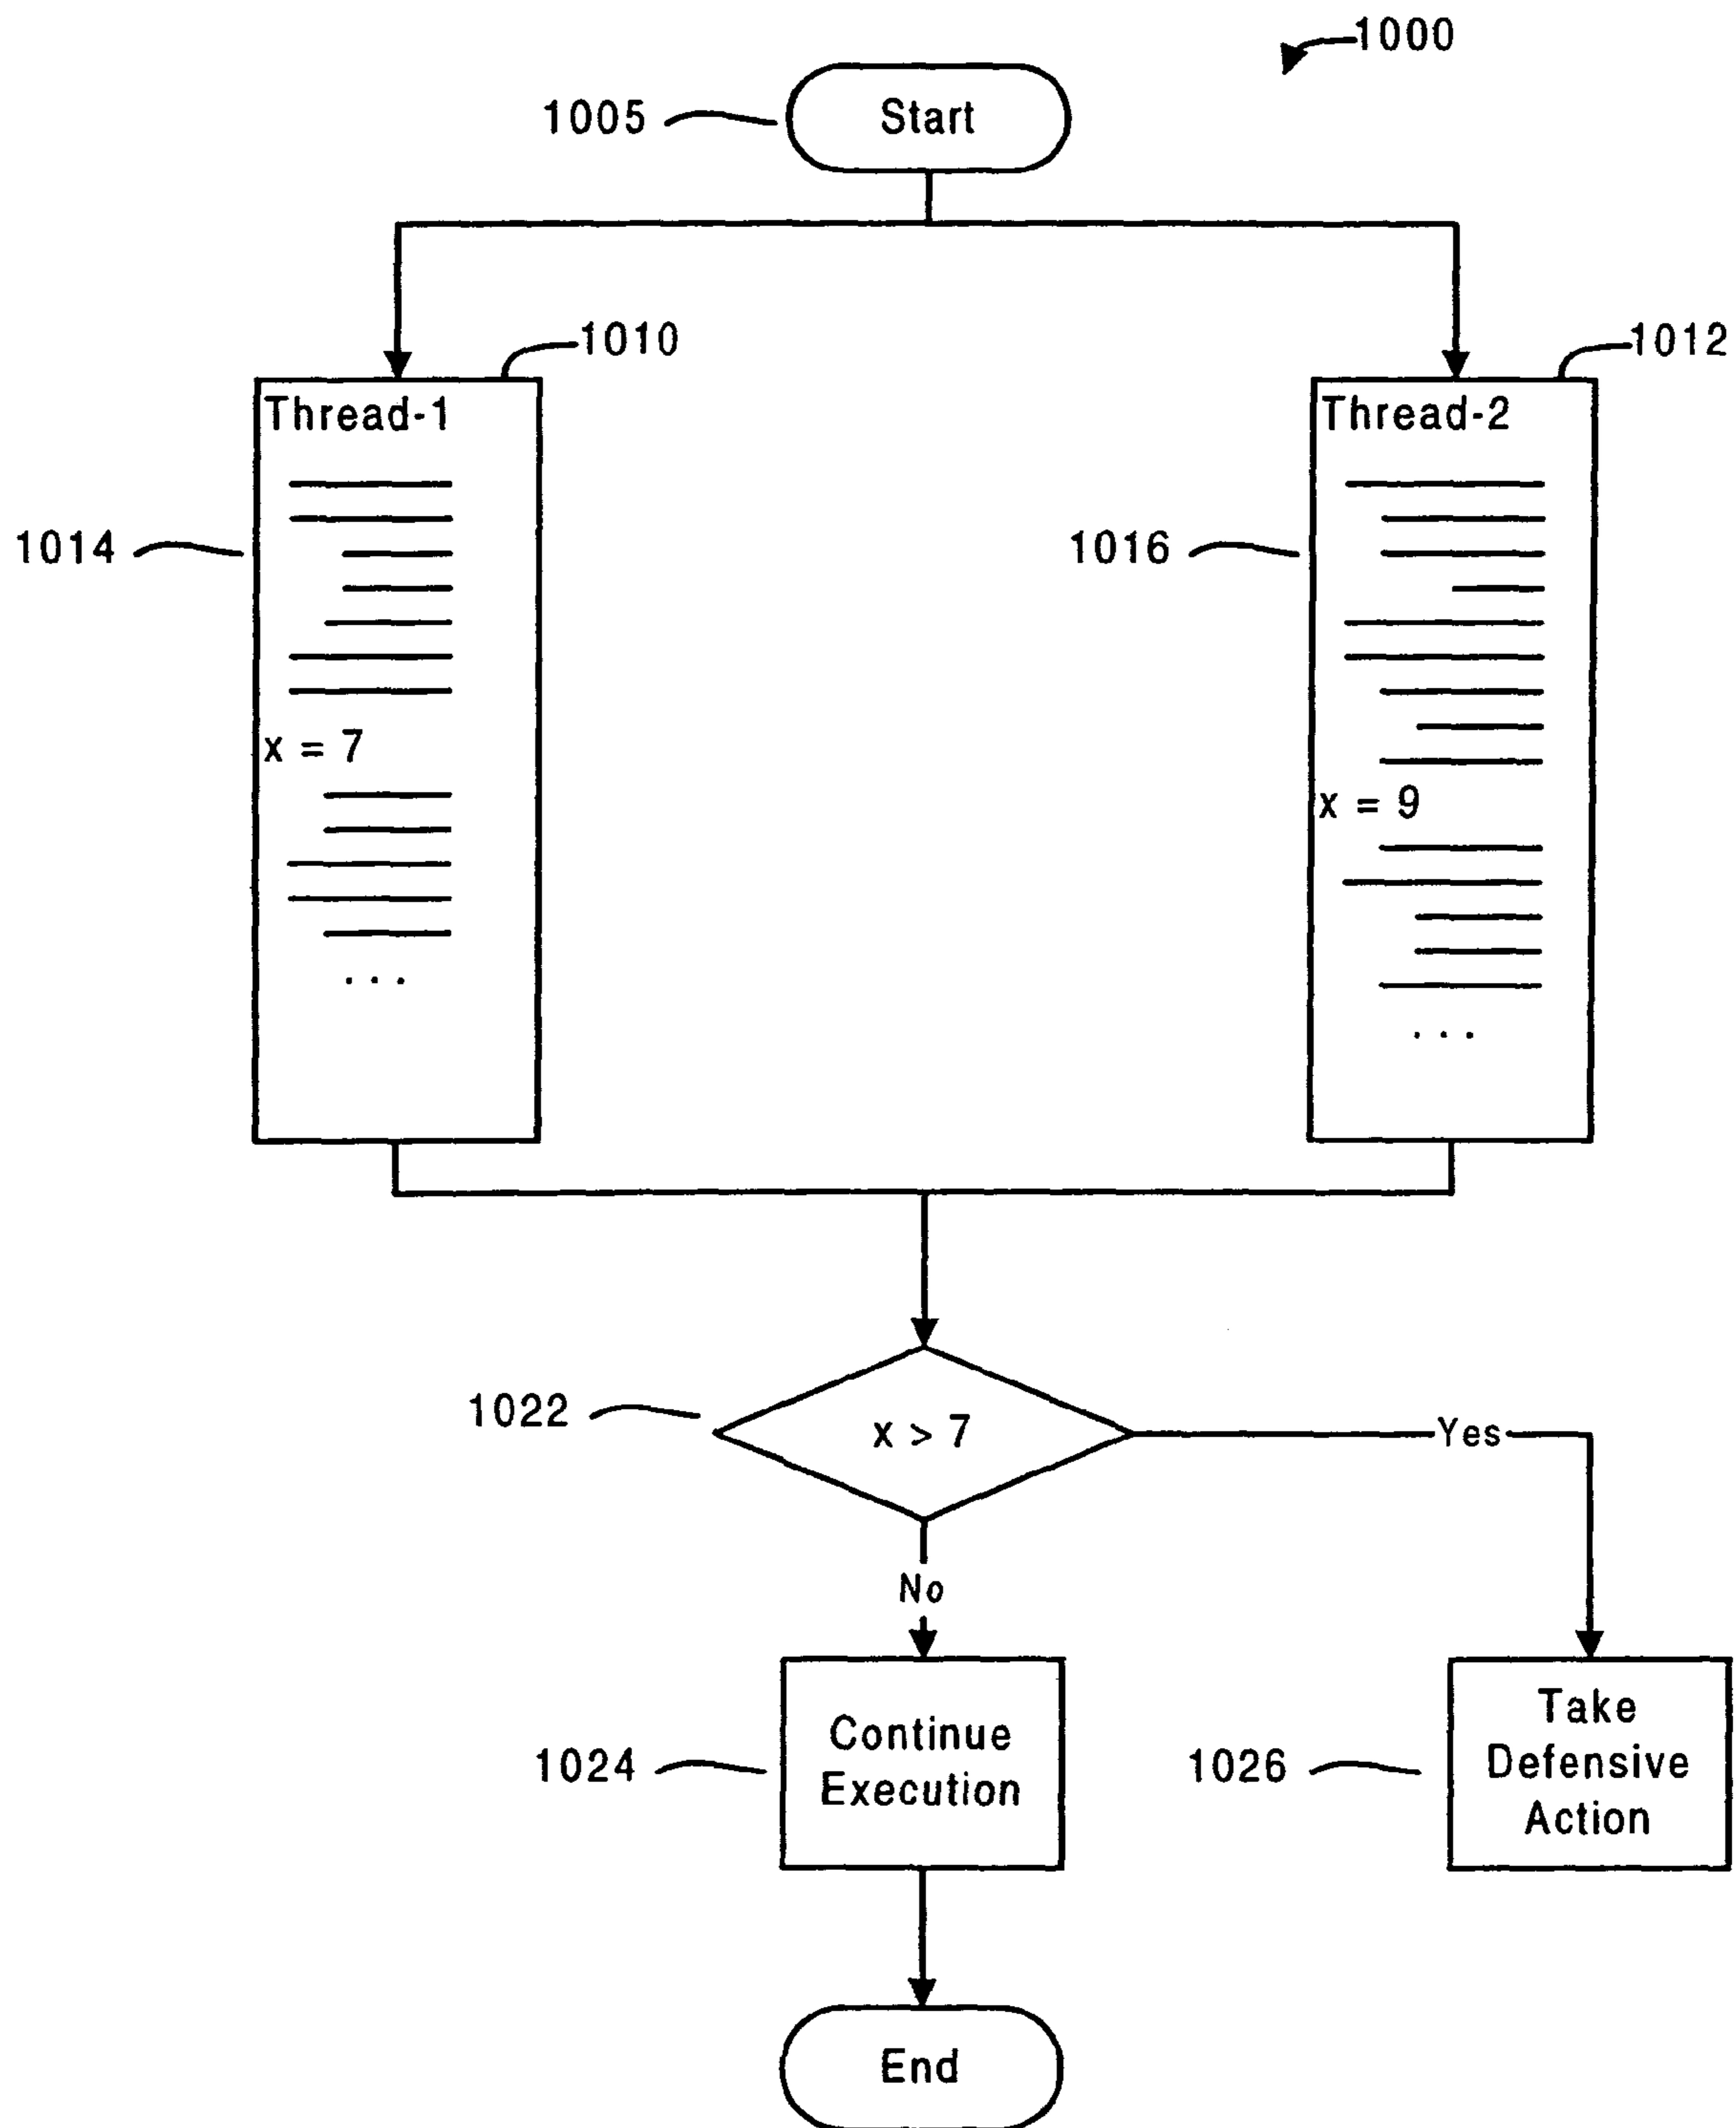 1000
1005
Start
1010
1012
Thread-1
Thread-2
1014
1016
x = 7
x = 9
...
...
1022
x > 7
Yes
No
1024
Continue
Execution
1026
Take
Defensive
Action
End